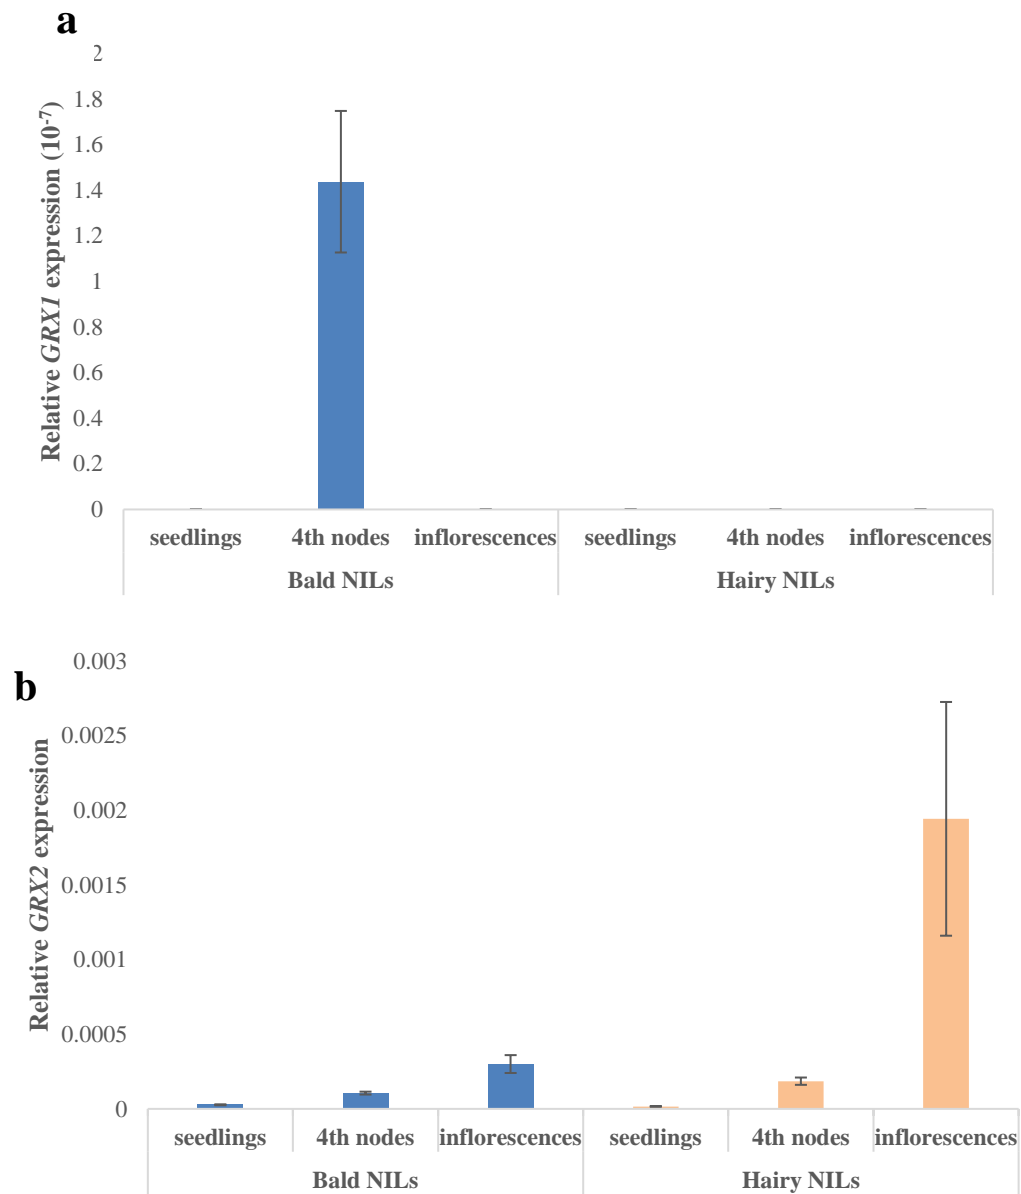 a
2
1.8
1.6
1.4
1.2
1
0.8
0.6
0.4
0.2
0
Relative GRX1 expression (10-7)
seedlings 4th nodes inflorescences seedlings 4th nodes inflorescences
Bald NILs Hairy NILs
b
0.003
0.0025
0.002
0.0015
0.001
0.0005
0
Relative GRX2 expression
seedlings 4th nodes inflorescences seedlings 4th nodes inflorescences
Bald NILs Hairy NILs